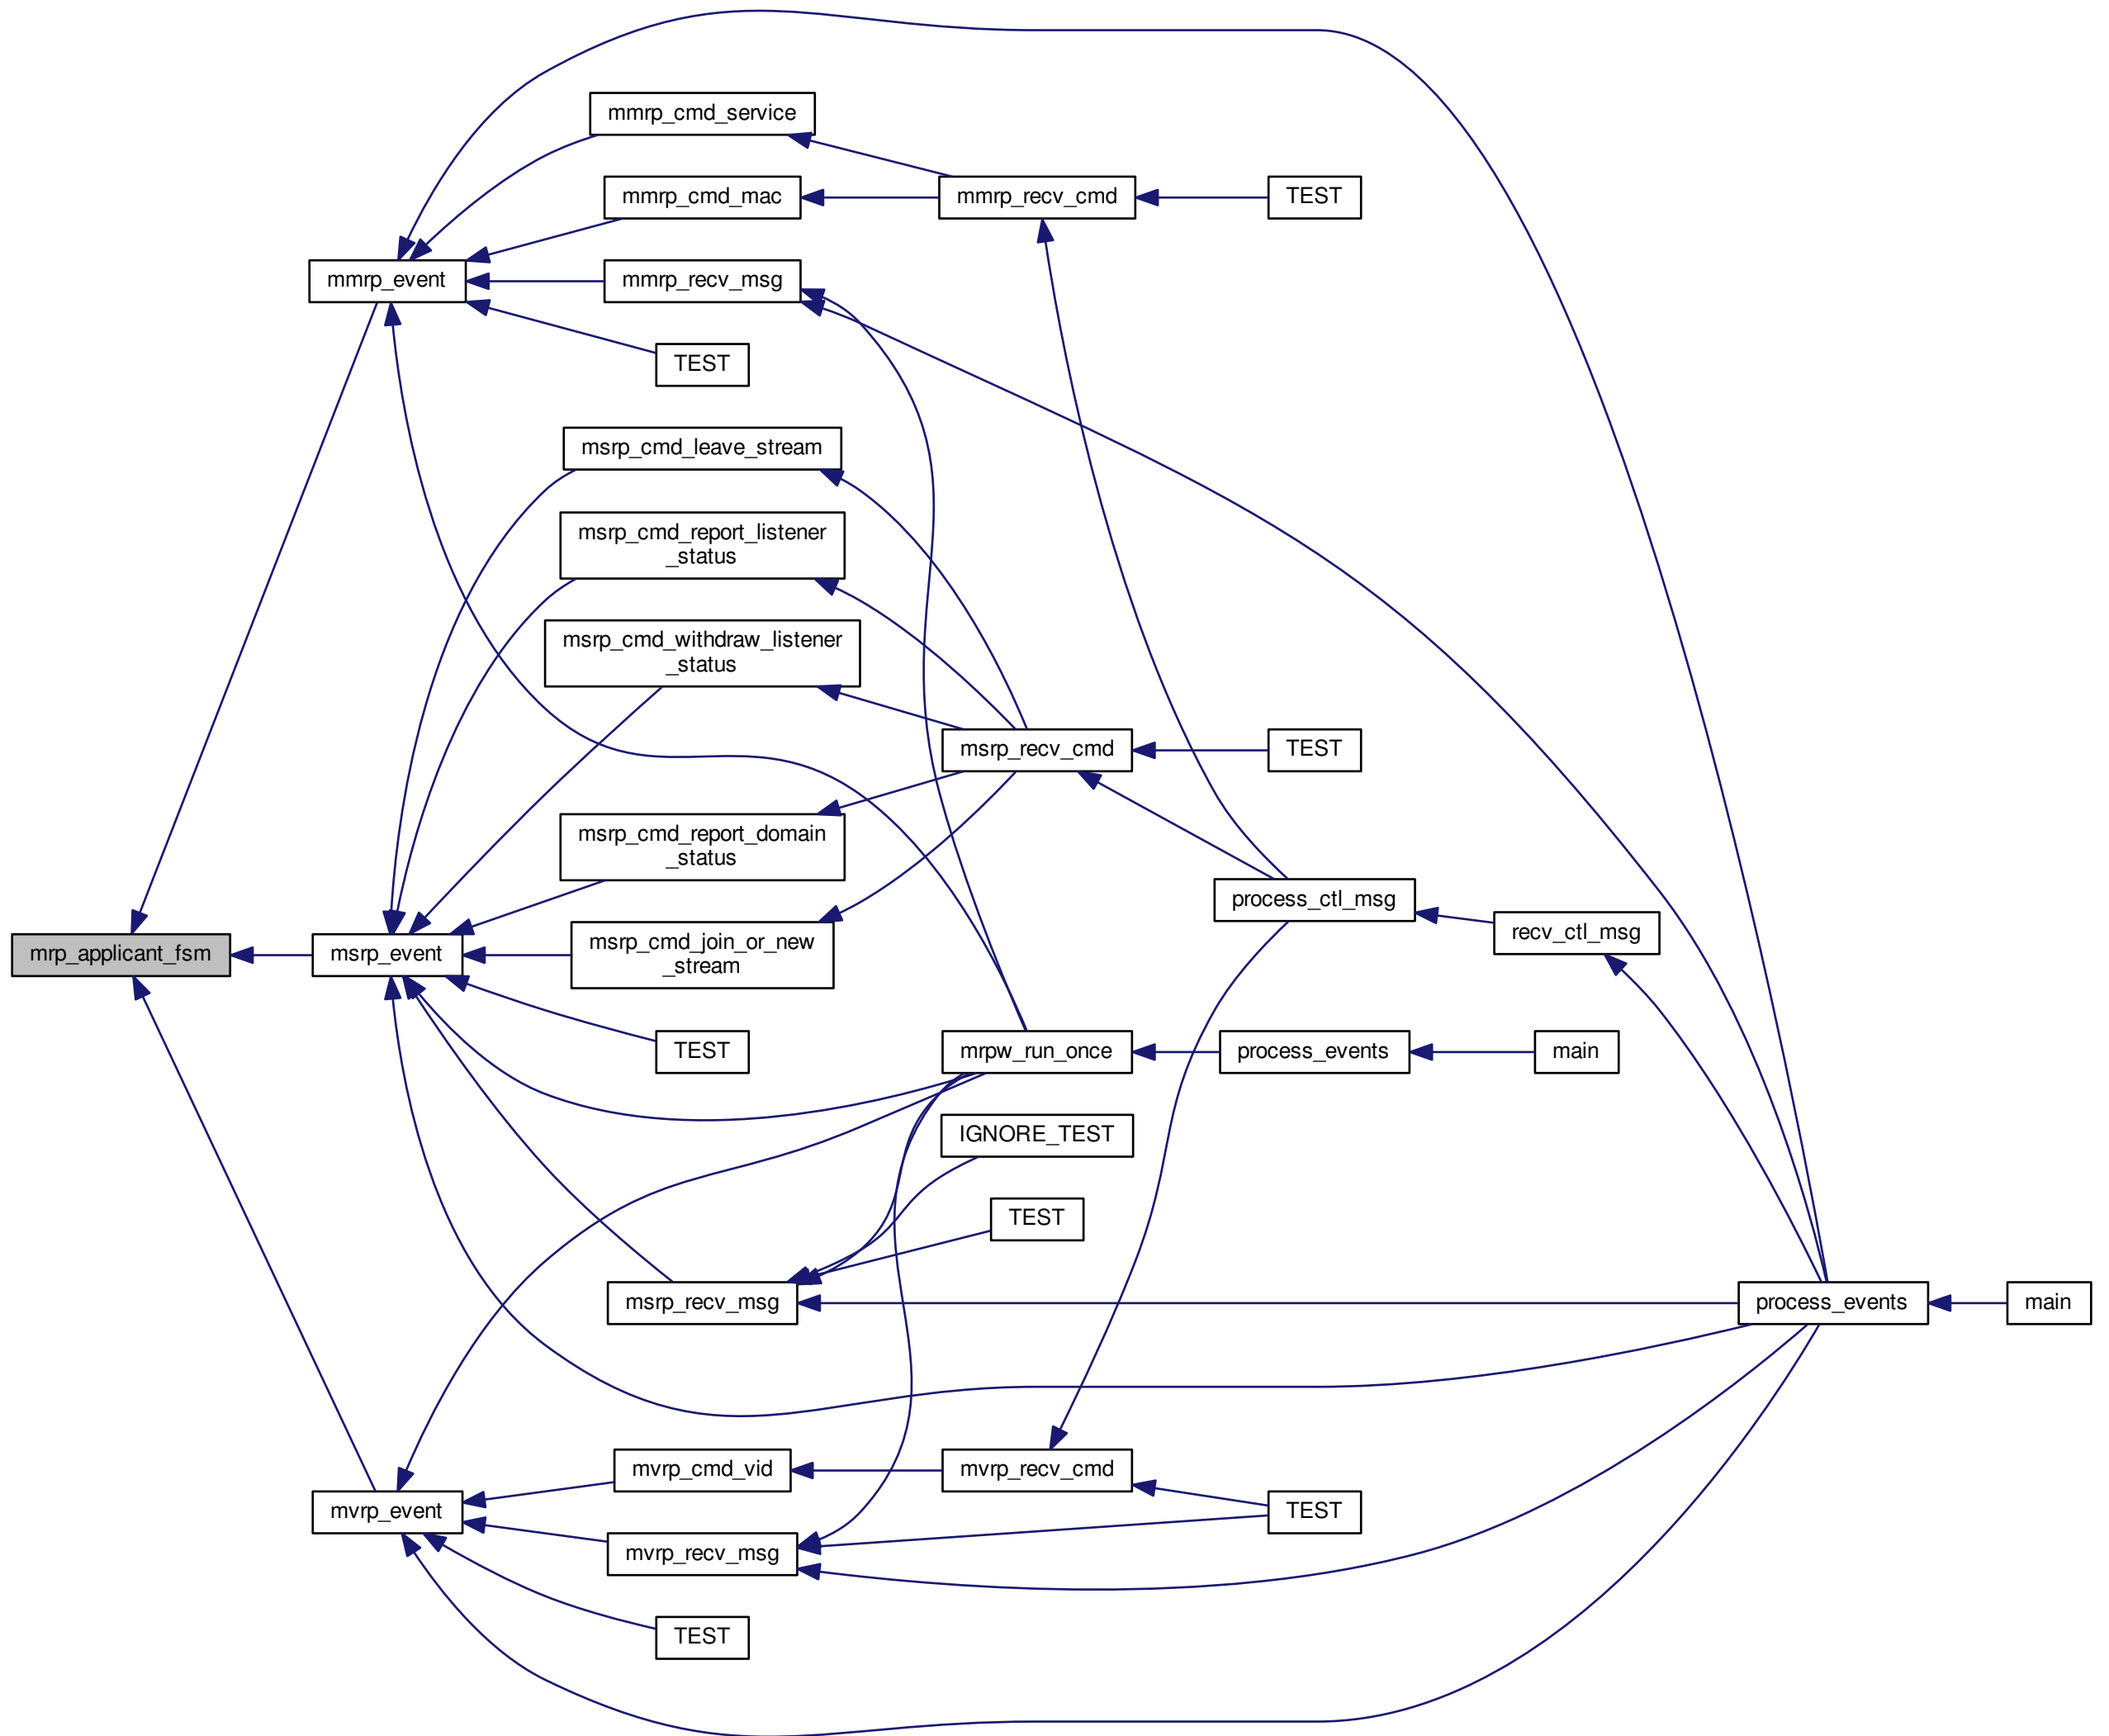 mmrp_cmd_service
mmrp_cmd_mac
mmrp_recv_cmd
TEST
mmrp_event
mmrp_recv_msg
TEST
msrp_cmd_leave_stream
msrp_cmd_report_listener
_status
msrp_cmd_withdraw_listener
_status
msrp_recv_cmd
TEST
msrp_cmd_report_domain
_status
process_ctl_msg
recv_ctl_msg
mrp_applicant_fsm
msrp_event
msrp_cmd_join_or_new
_stream
TEST
mrpw_run_once
process_events
main
IGNORE_TEST
TEST
msrp_recv_msg
process_events
main
mvrp_cmd_vid
mvrp_recv_cmd
mvrp_event
TEST
mvrp_recv_msg
TEST